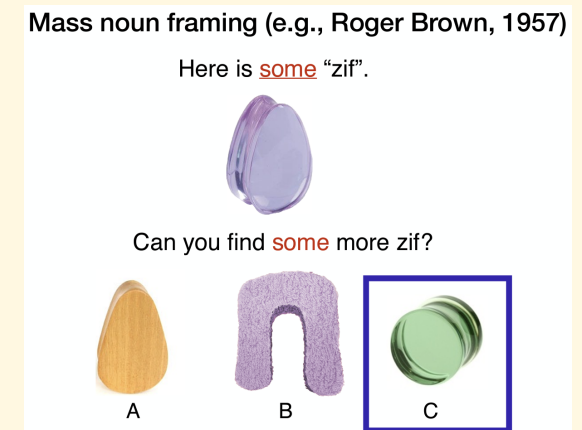 Mass noun framing (e.g., Roger Brown, 1957)
Here is some “zif”.
Can you find some more zif?
A
B
C